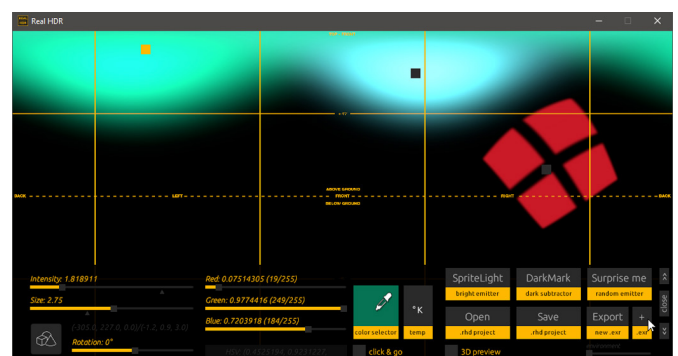 REAL HDR
Real HDR
+45°
ABOVE GROUND
BACK LEFT FRONT RIGHT BACK
BELOW GROUND
Intensity: 1.818911
Size: 2.75
Rotation: 0°
Red: 0.07514305 (19/255)
Green: 0.9774416 (249/255)
Blue: 0.7203918 (184/255)
color selector
°K
temp
click & go
SpriteLight
bright emitter
DarkMark
dark subtractor
Surprise me
random emitter
Open
.rhd project
Save
.rhd project
Export
new .exr
+
.exr
close
3D preview